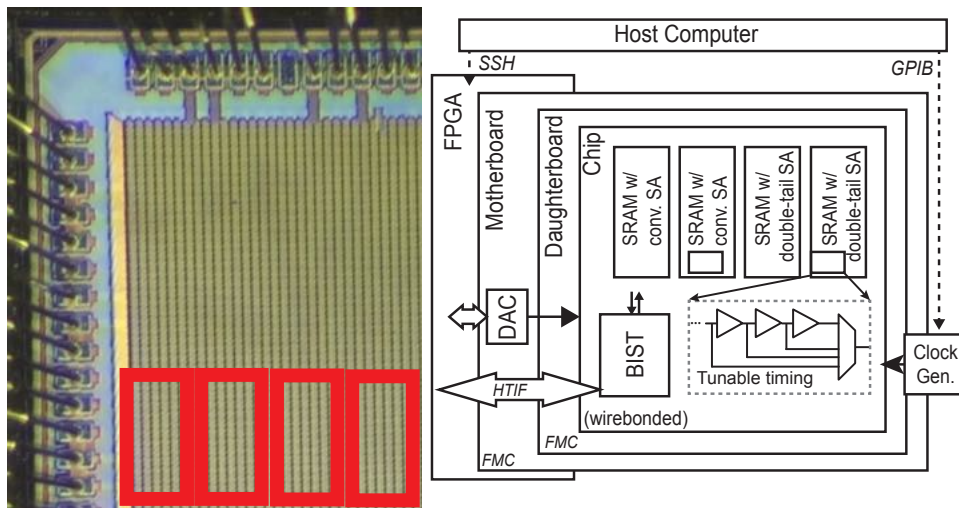 Host Computer
SSH
GPIB
FPGA
Motherboard
Daughterboard
Chip
SRAM w/
conv. SA
SRAM w/
conv. SA
SRAM w/
double-tail SA
SRAM w/
double-tail SA
DAC
BIST
Tunable timing
Clock
Gen.
HTIF
(wirebonded)
FMC
FMC